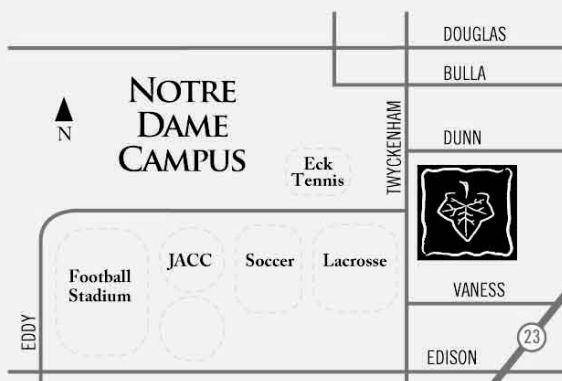 DOUGLAS
BULLA
NOTRE
DAME
CAMPUS
N
TWYCKENHAM
DUNN
Eck
Tennis
JACC
Soccer
Lacrosse
Football
Stadium
VANESS
EDDY
23
EDISON